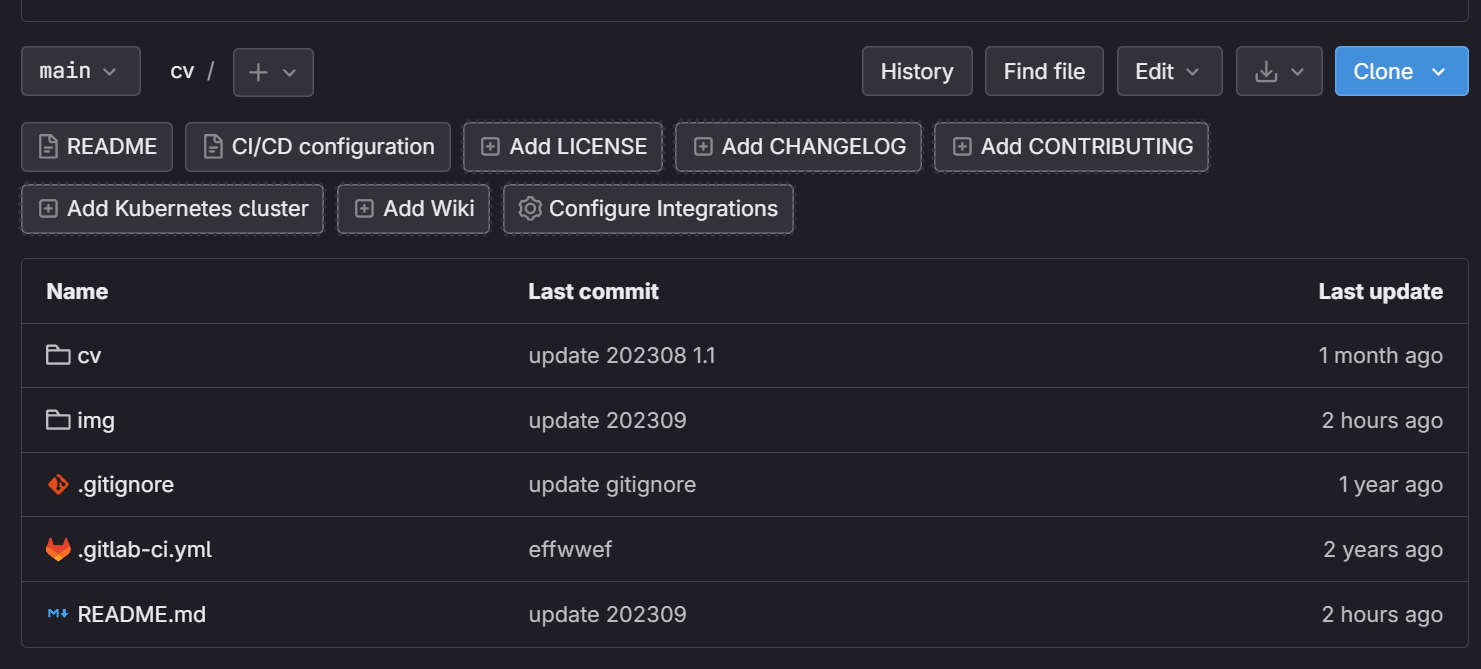 main cv / History Find file Edit Clone
README CI/CD configuration Add LICENSE Add CHANGELOG Add CONTRIBUTING
Add Kubernetes cluster Add Wiki Configure Integrations
Name Last commit Last update
cv update 202308 1.1 1 month ago
img update 202309 2 hours ago
.gitignore update gitignore 1 year ago
.gitlab-ci.yml effwwef 2 years ago
README.md update 202309 2 hours ago